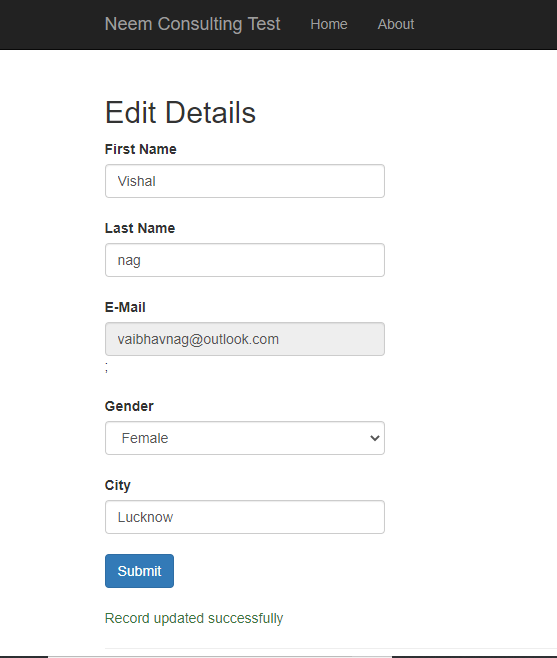 Neem Consulting Test Home About
Edit Details
First Name
Vishal
Last Name
nag
E-Mail
vaibhavnag@outlook.com
;
Gender
Female
City
Lucknow
Submit
Record updated successfully